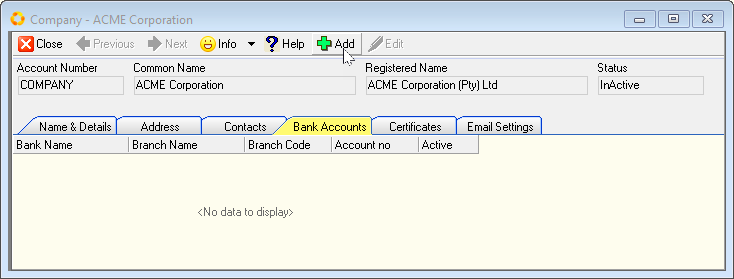 Company - ACME Corporation
Close Previous Next Info Help Add Edit
Account Number Common Name Registered Name Status
COMPANY ACME Corporation ACME Corporation (Pty) Ltd InActive
Name & Details Address Contacts Bank Accounts Certificates Email Settings
Bank Name Branch Name Branch Code Account no Active
<No data to display>